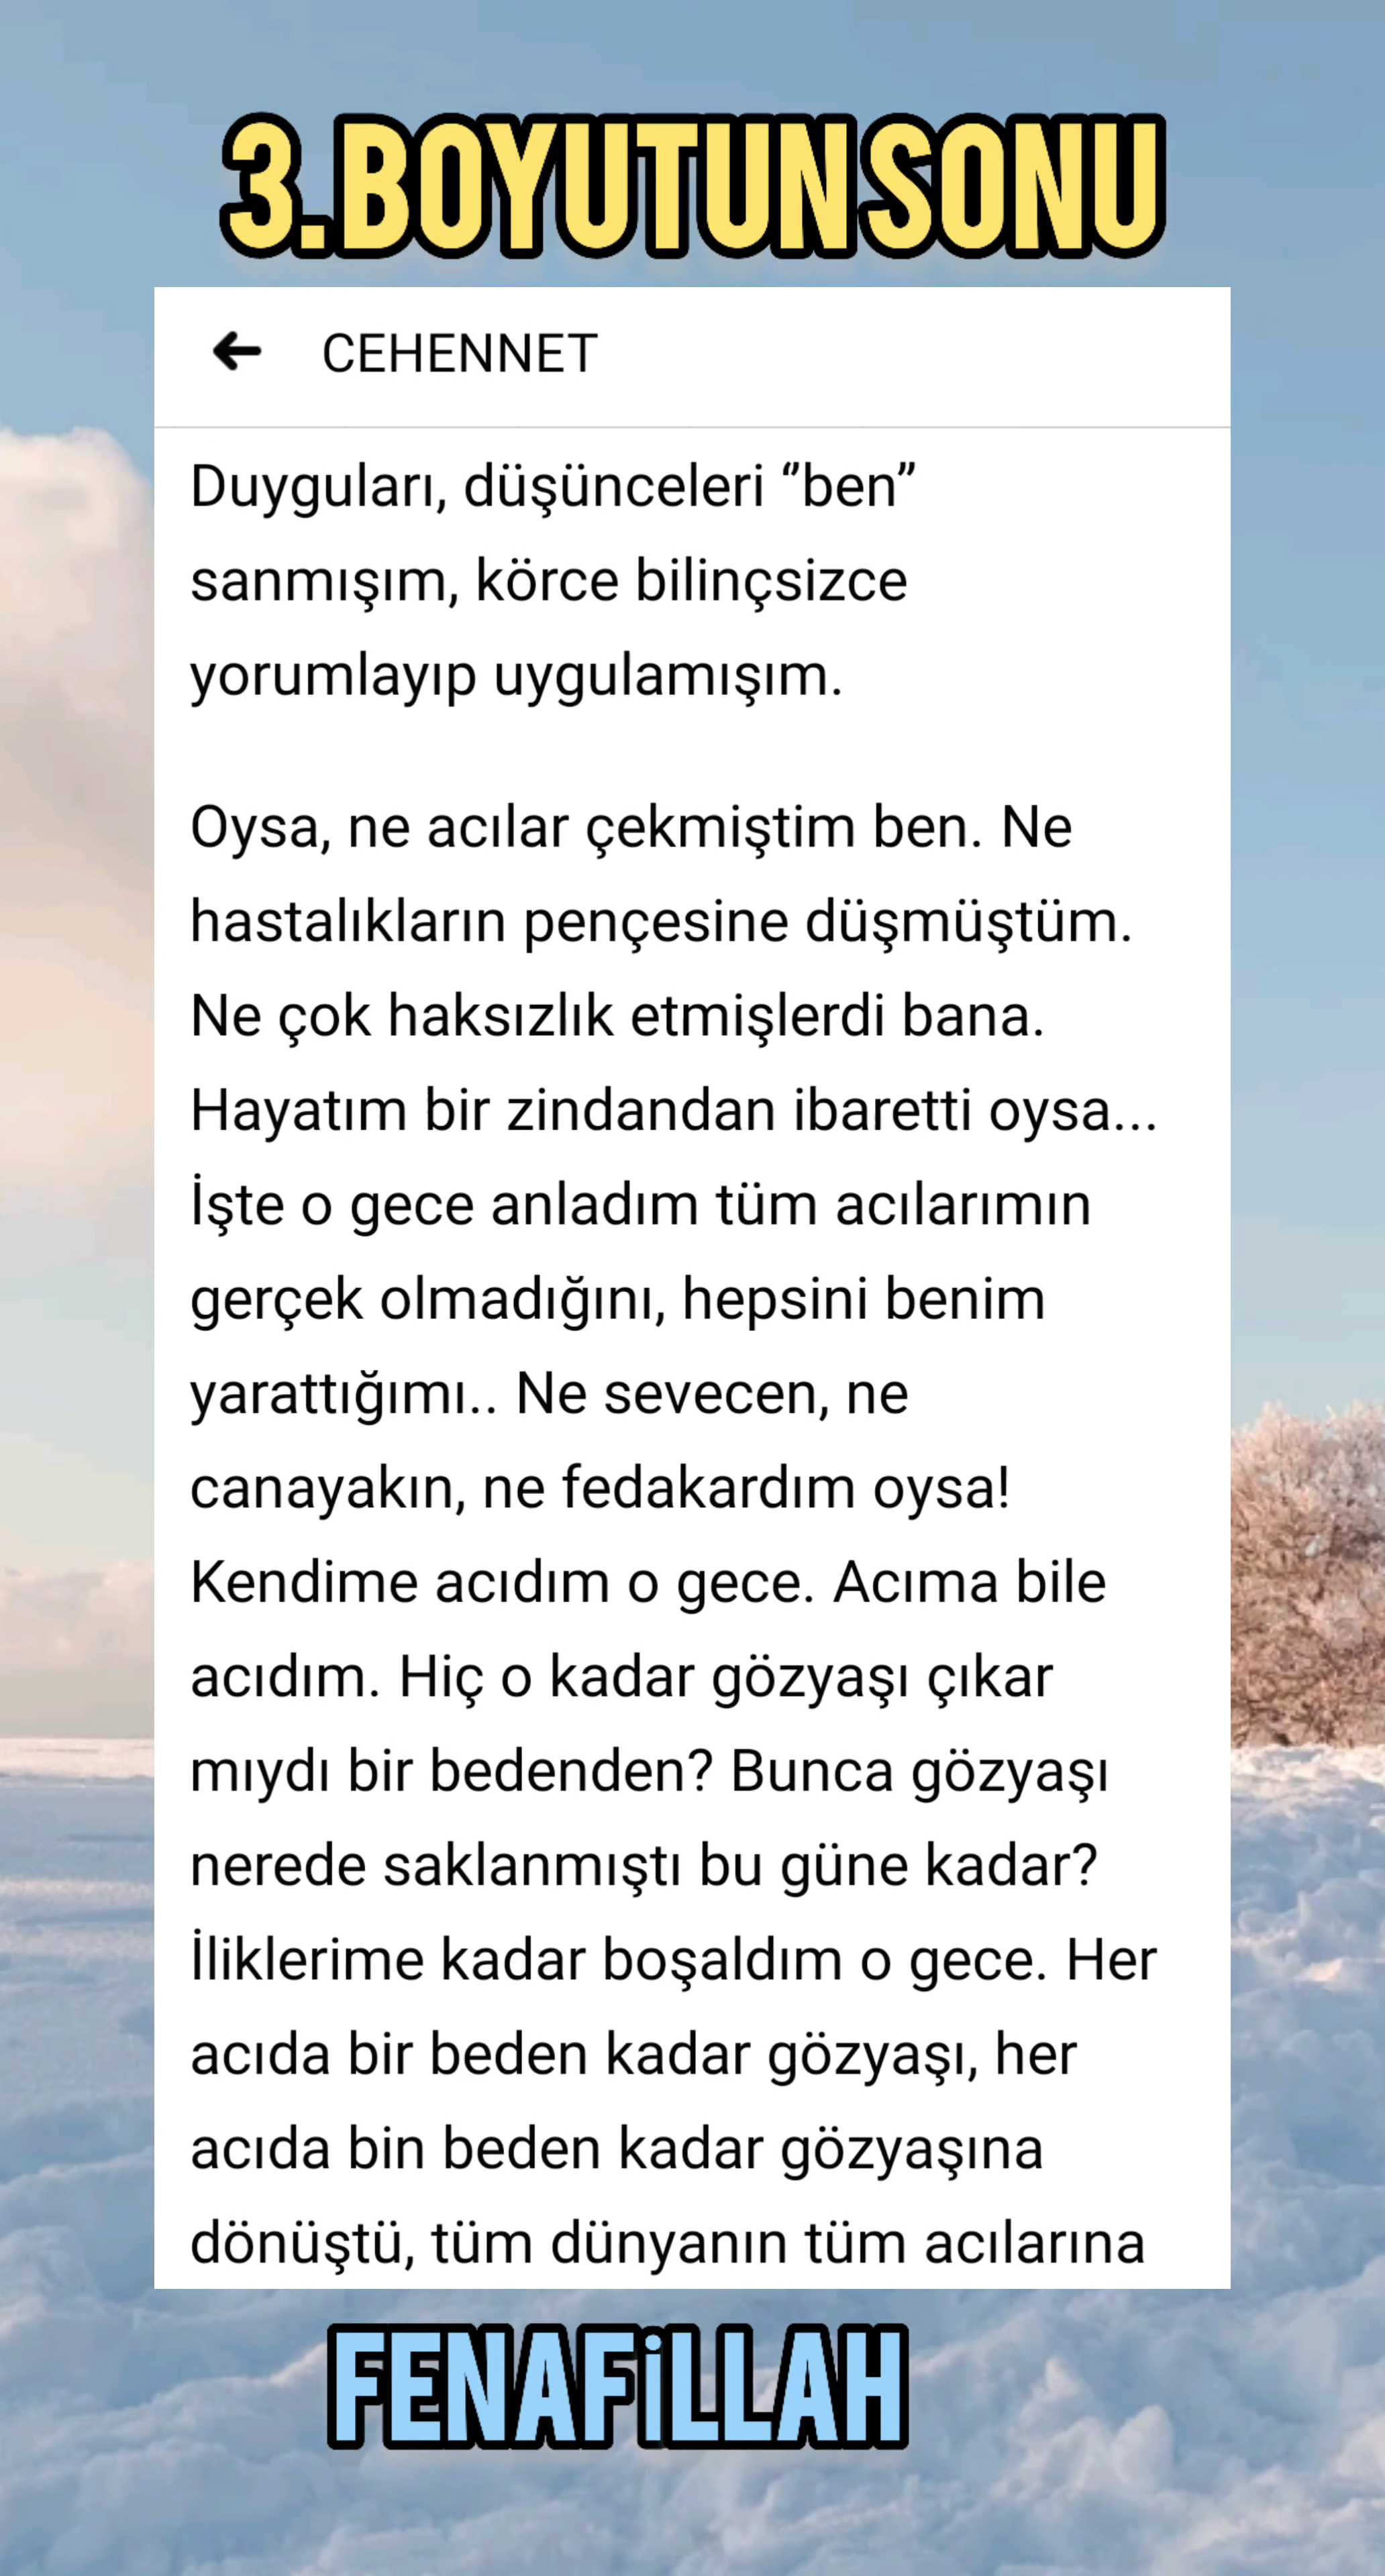 3.BOYUTUN SONU
← CEHENNET
Duyguları, düşünceleri “ben”
sanmışım, körce bilinçsizce
yorumlayıp uygulamışım.
Oysa, ne acılar çekmiştim ben. Ne
hastalıkların pençesine düşmüştüm.
Ne çok haksızlık etmişlerdi bana.
Hayatım bir zindandan ibaretti oysa...
İşte o gece anladım tüm acılarımın
gerçek olmadığını, hepsini benim
yarattığımı.. Ne sevecen, ne
canayakın, ne fedakardım oysa!
Kendime acıdım o gece. Acıma bile
acıdım. Hiç o kadar gözyaşı çıkar
mıydı bir bedenden? Bunca gözyaşı
nerede saklanmıştı bu güne kadar?
İliklerime kadar boşaldım o gece. Her
acıda bir beden kadar gözyaşı, her
acıda bin beden kadar gözyaşına
dönüştü, tüm dünyanın tüm acılarına
FENAFiLLAH